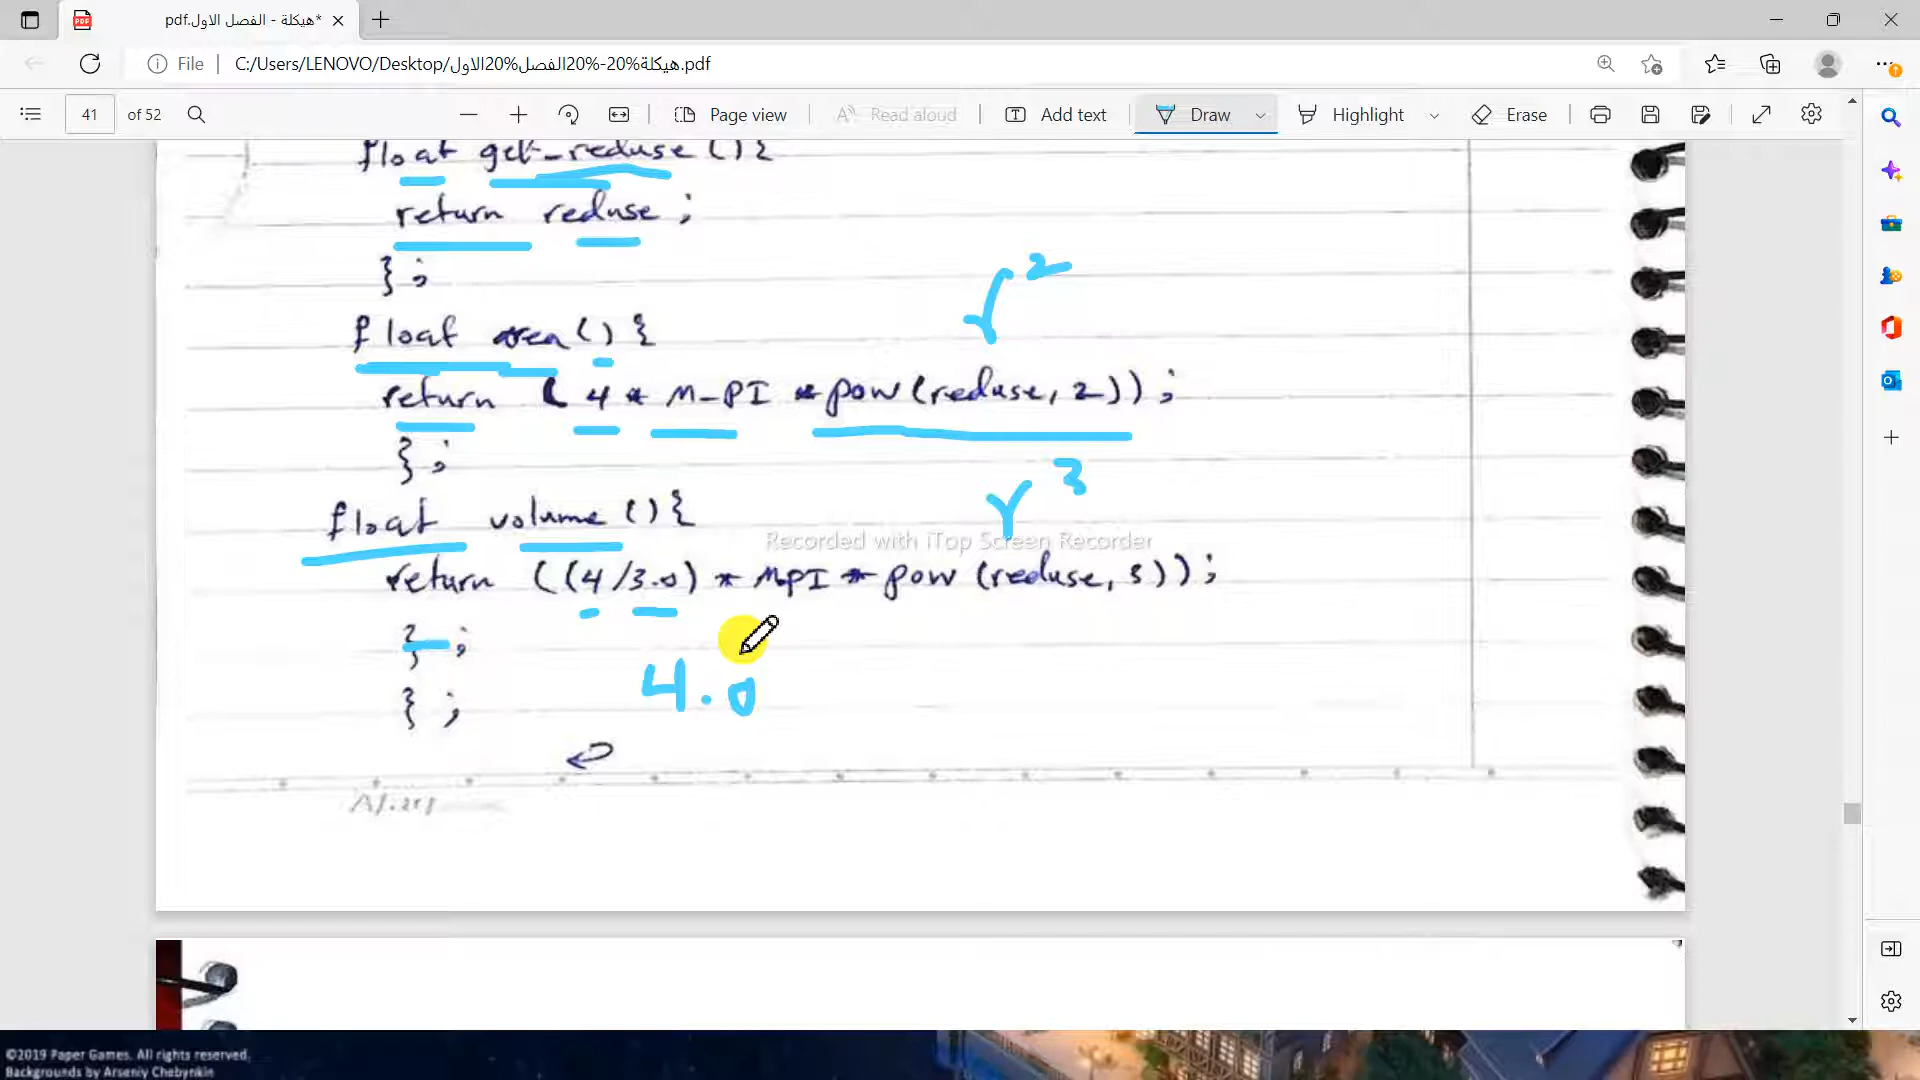 هيكلة - الفصل الاول.pdf*
File
C:/Users/LENOVO/Desktop/هيكلة%20-%20الفصل%20الاول.pdf
41 of 52
Page view
Read aloud
Add text
Draw
Highlight
Erase
float get_reduse () {
return reduse ;
} ;
r 2
float area () {
return ( 4 * M_PI * pow(reduse, 2)) ;
} ;
r 3
float volume () {
Recorded with iTop Screen Recorder
return ((4 /3.0) * M_PI * pow (reduse, 3)) ;
} ;
4.0
} ;
©2019 Paper Games. All rights reserved.
Backgrounds by Arseniy Chebynkin